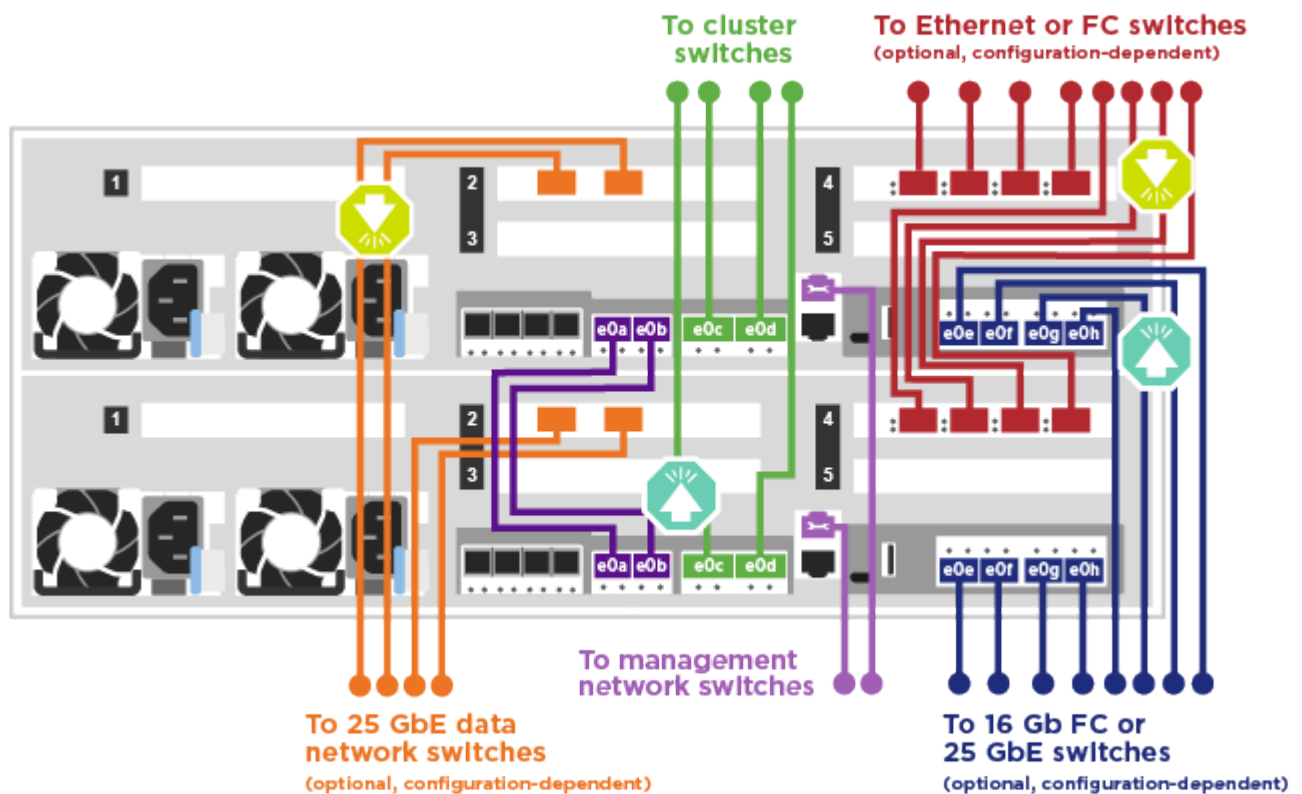 To cluster
switches
To Ethernet or FC switches
(optional, configuration-dependent)
1
2
3
4
5
e0a e0b e0c e0d
e0e e0f e0g e0h
1
2
3
4
5
e0a e0b e0c e0d
e0e e0f e0g e0h
To management
network switches
To 25 GbE data
network switches
(optional, configuration-dependent)
To 16 Gb FC or
25 GbE switches
(optional, configuration-dependent)